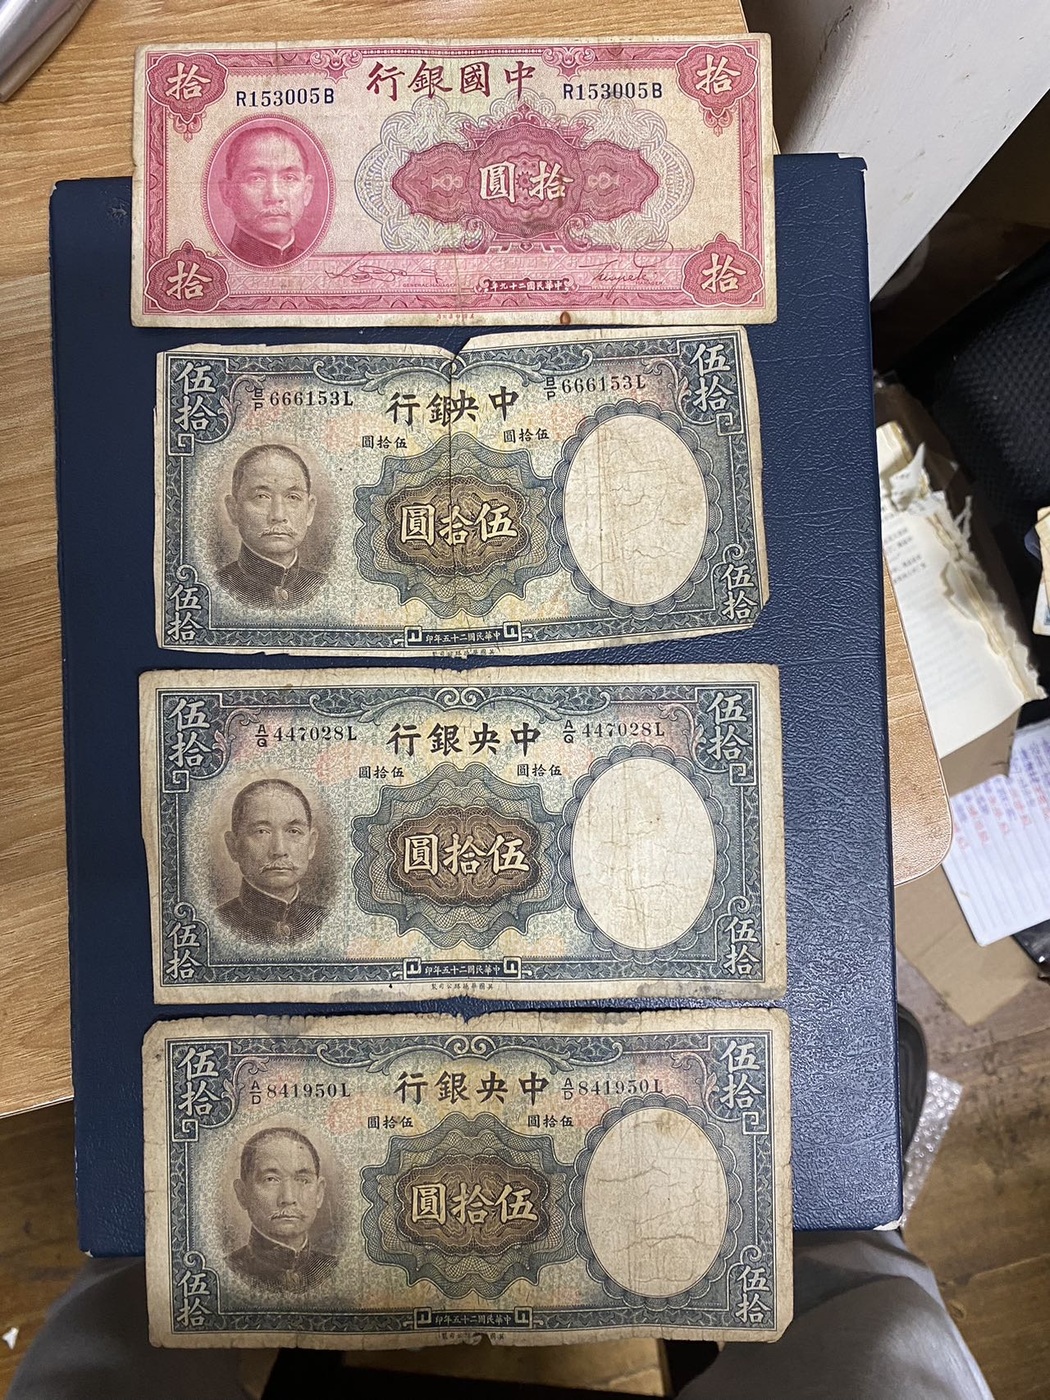 拾 中國銀行 拾
R153005B R153005B
拾圓
中華民國二十九年印
拾 拾
伍拾 中央銀行 伍拾
B/P 666153L B/P 666153L
伍拾圓 伍拾圓
伍拾圓
伍拾 伍拾
中華民國二十五年印
伍拾 中央銀行 伍拾
A/Q 447028L A/Q 447028L
伍拾圓 伍拾圓
伍拾圓
伍拾 伍拾
中華民國二十五年印
伍拾 中央銀行 伍拾
A/D 841950L A/D 841950L
伍拾圓 伍拾圓
伍拾圓
伍拾 伍拾
中華民國二十五年印